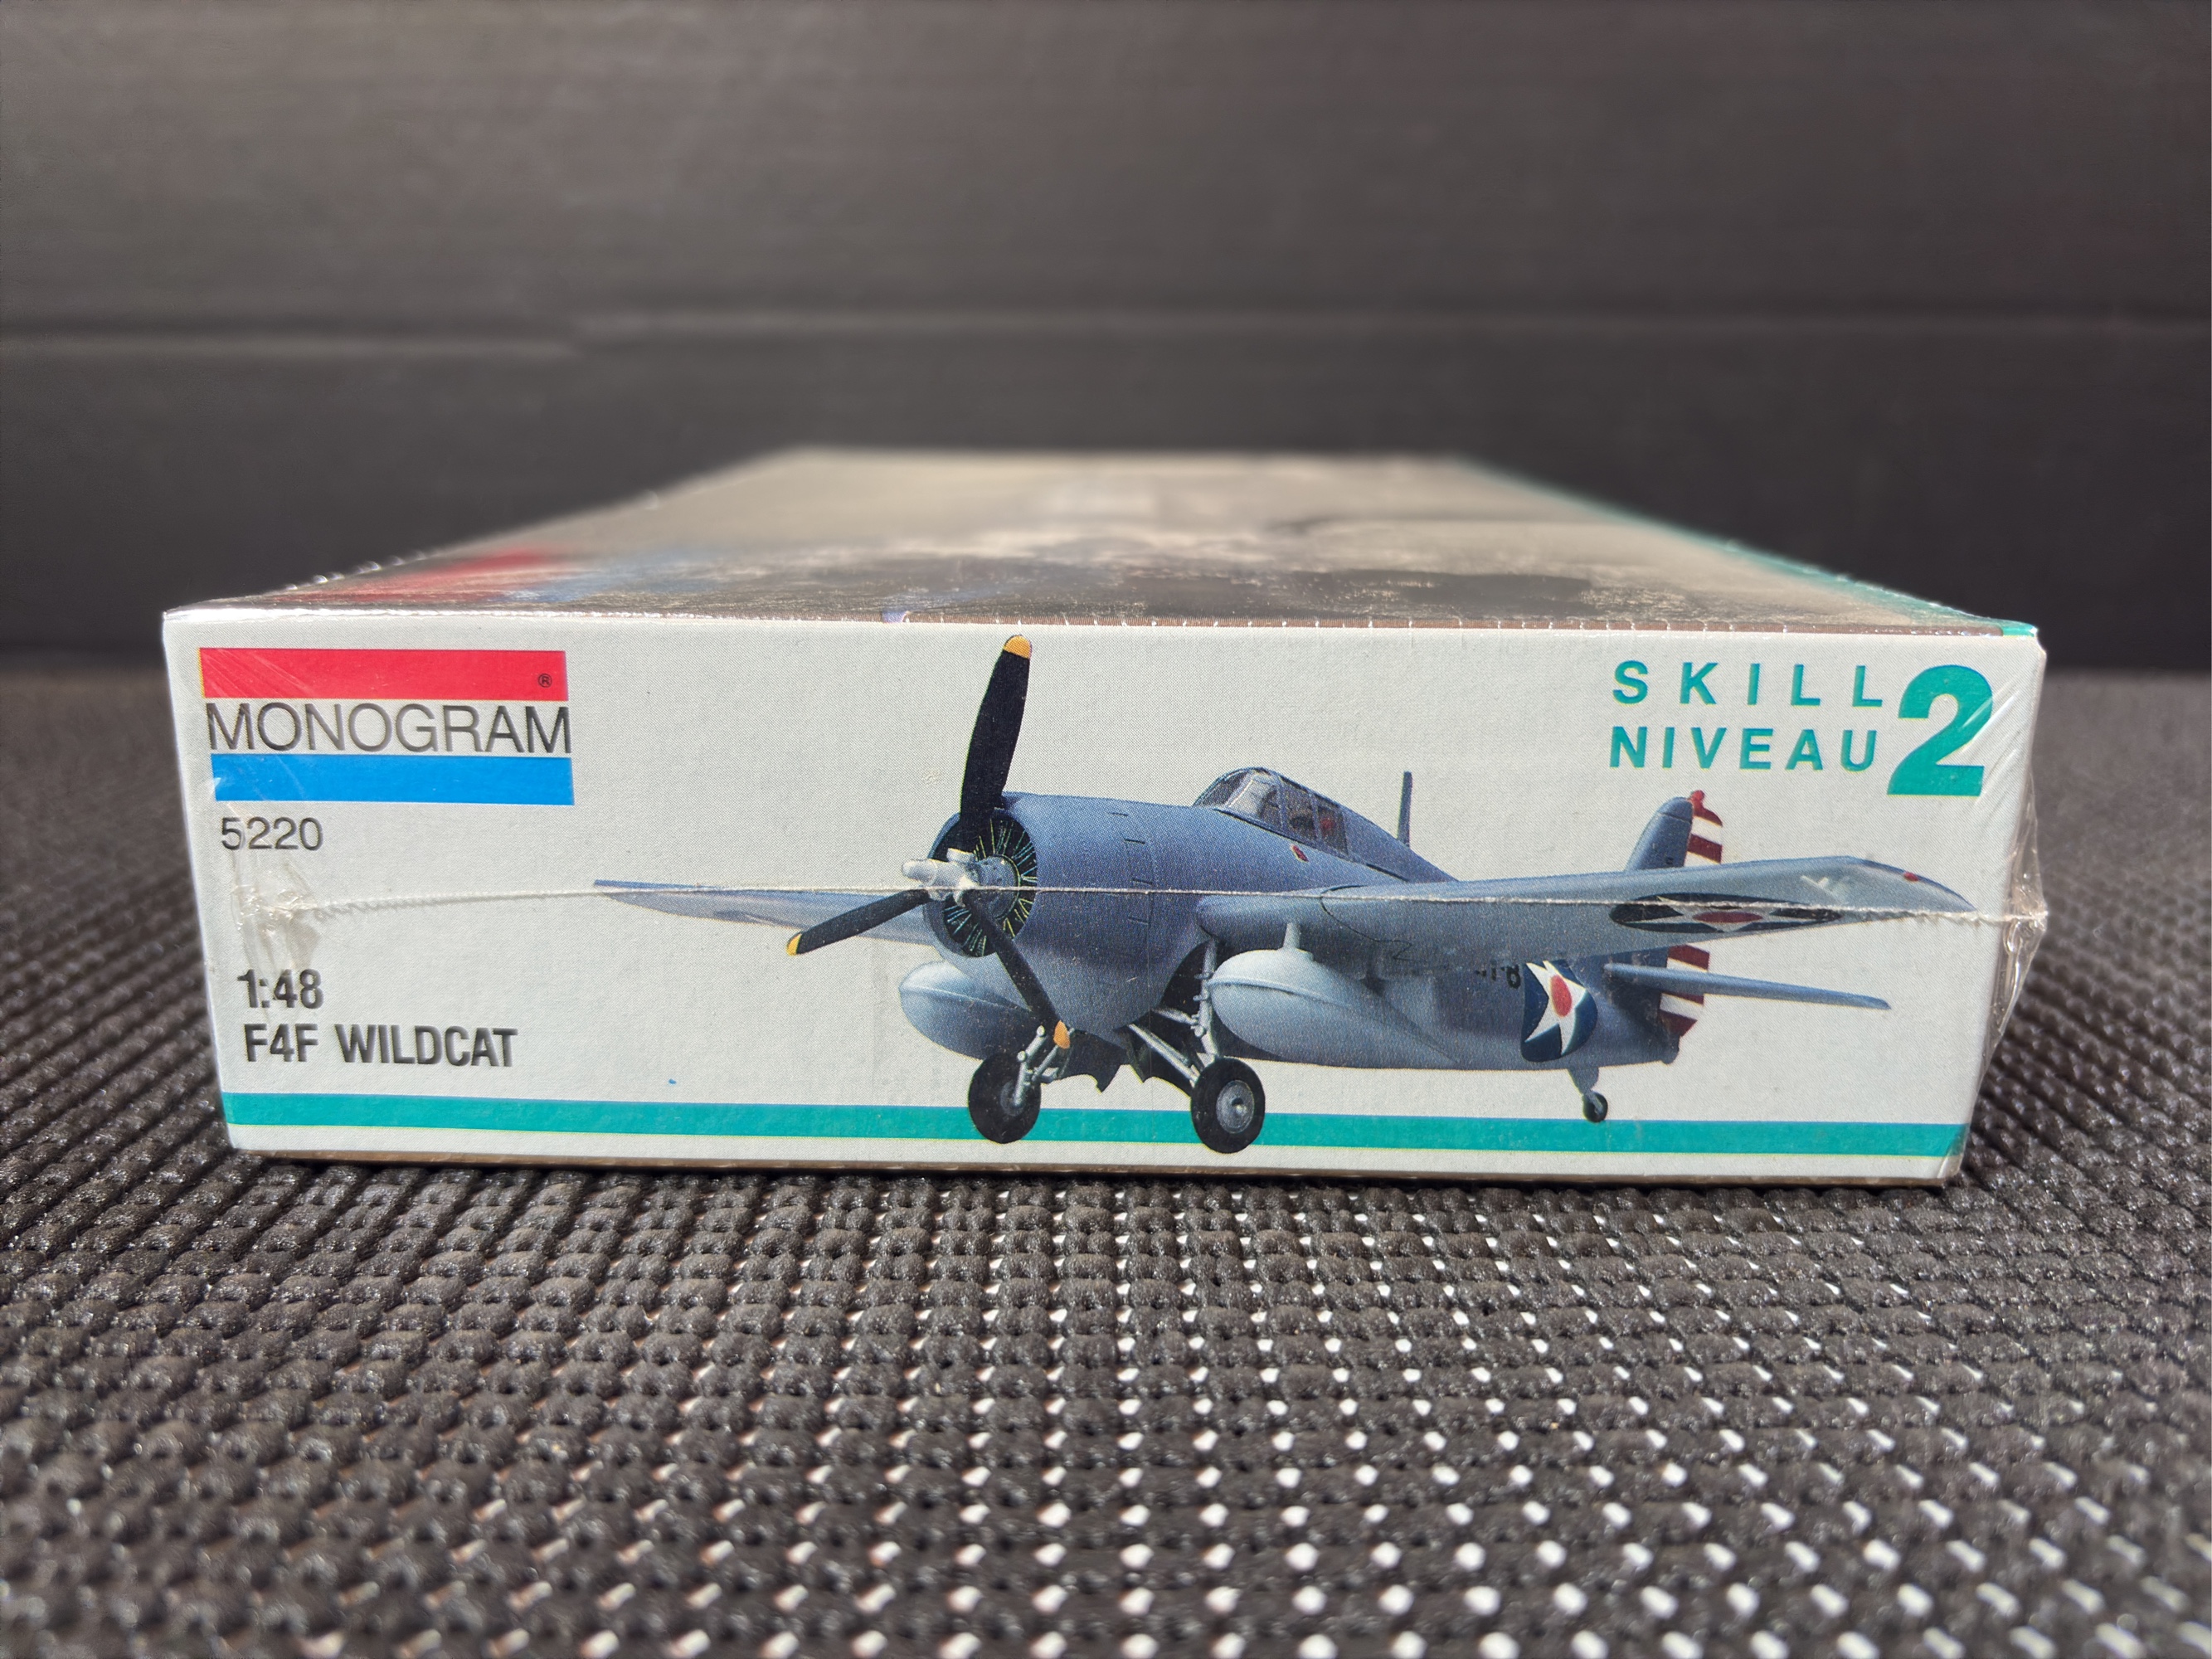 ®
MONOGRAM
5220
1:48
F4F WILDCAT
SKILL
NIVEAU
2